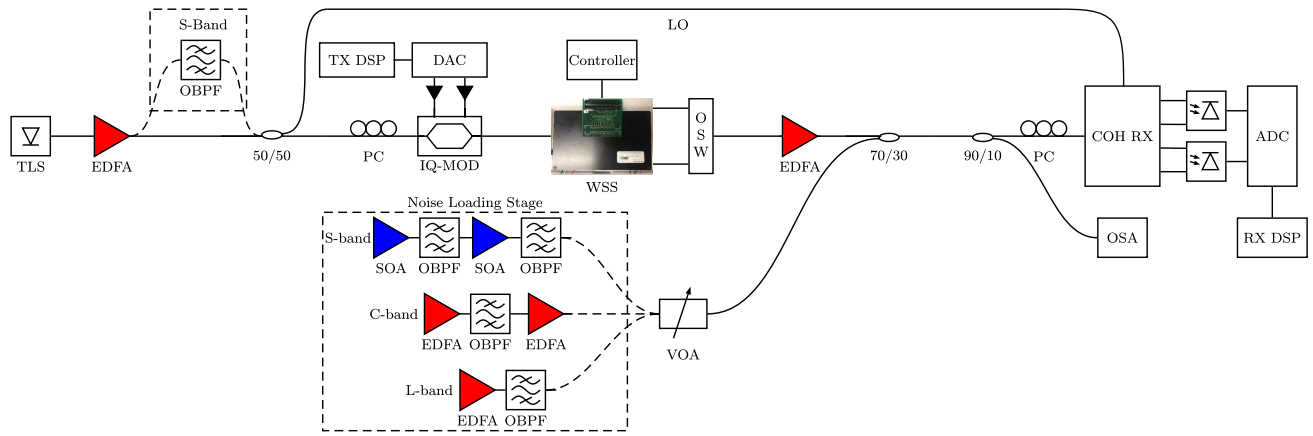 S-Band
OBPF
LO
TX DSP
DAC
Controller
TLS
EDFA
50/50
PC
IQ-MOD
WSS
O
S
W
EDFA
70/30
90/10
PC
COH RX
ADC
OSA
RX DSP
Noise Loading Stage
S-band
SOA
OBPF
SOA
OBPF
C-band
EDFA
OBPF
EDFA
VOA
L-band
EDFA
OBPF